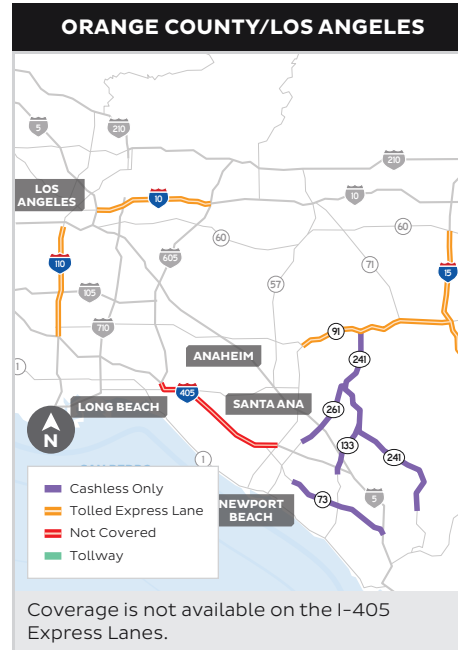 ORANGE COUNTY/LOS ANGELES
5
210
210
LOS
ANGELES
10
10
60
60
110
605
71
15
57
105
710
91
241
1
ANAHEIM
405
LONG BEACH
SANTA ANA
261
N
133
241
1
Cashless Only
73
5
NEWPORT
BEACH
Tolled Express Lane
Not Covered
Tollway
Coverage is not available on the I-405
Express Lanes.